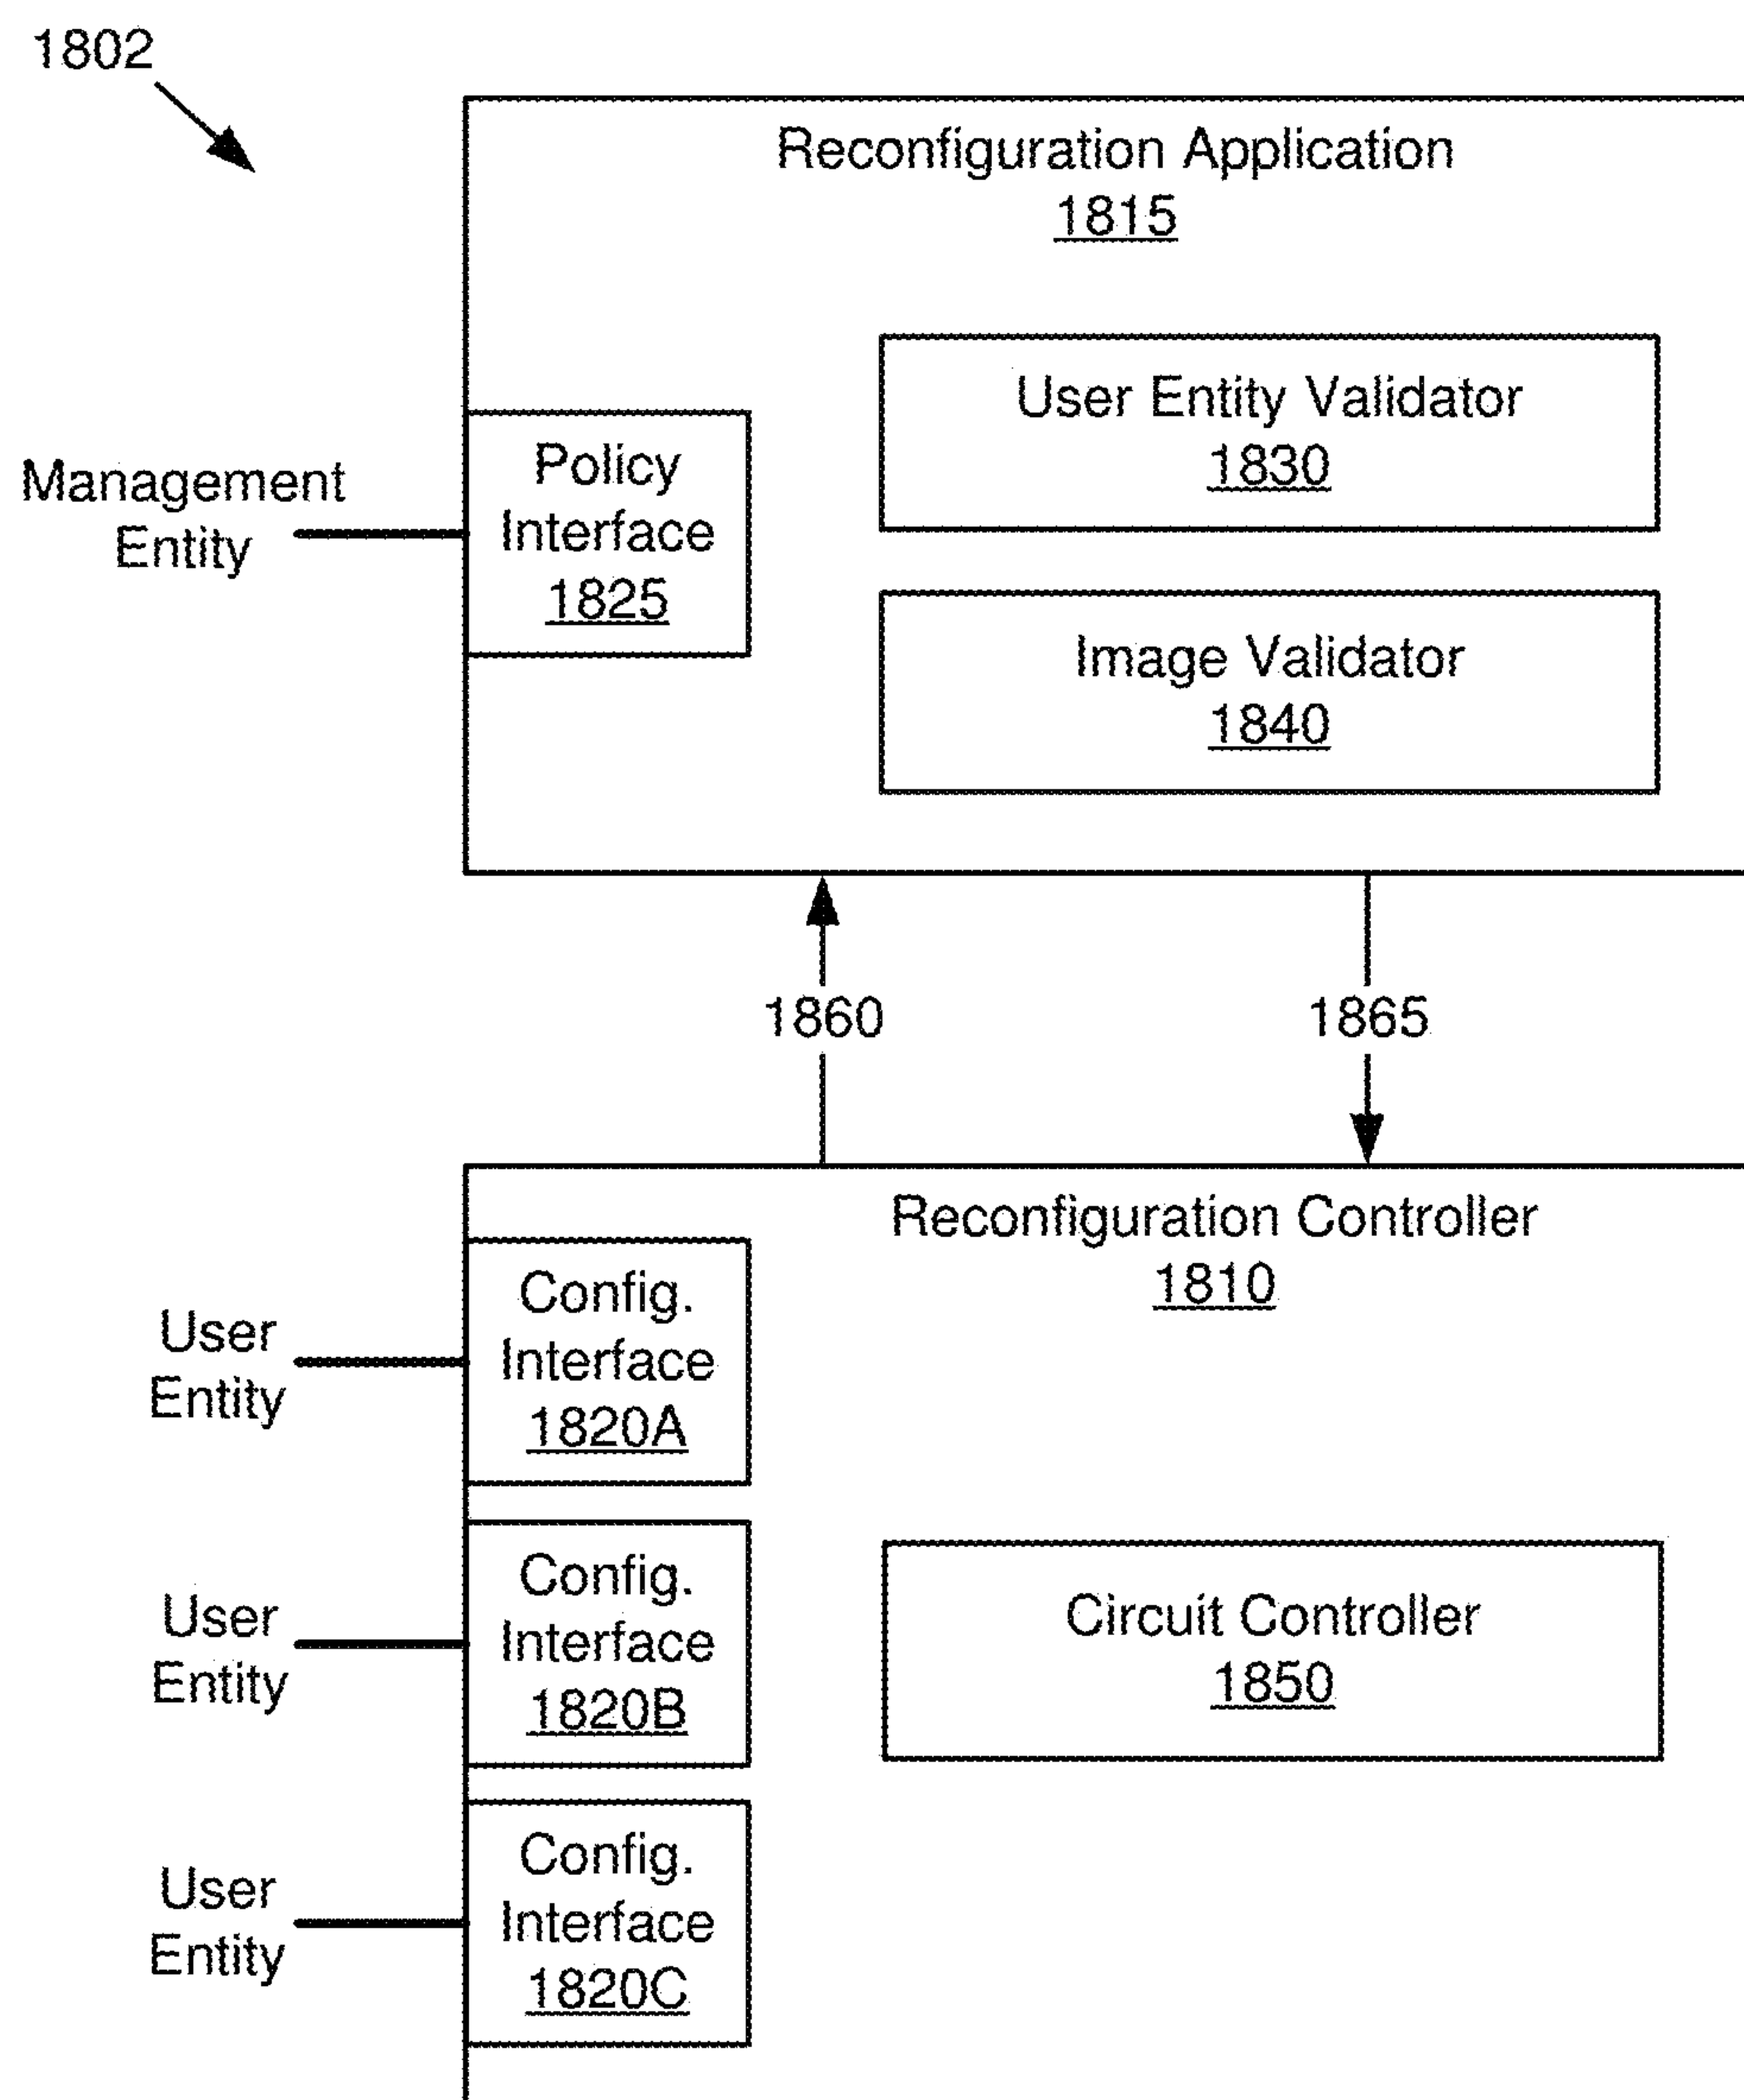 1802
Reconfiguration Application
1815
User Entity Validator
1830
Management
Entity
Policy
Interface
1825
Image Validator
1840
1860
1865
Reconfiguration Controller
1810
User
Entity
Config.
Interface
1820A
User
Entity
Config.
Interface
1820B
Circuit Controller
1850
User
Entity
Config.
Interface
1820C